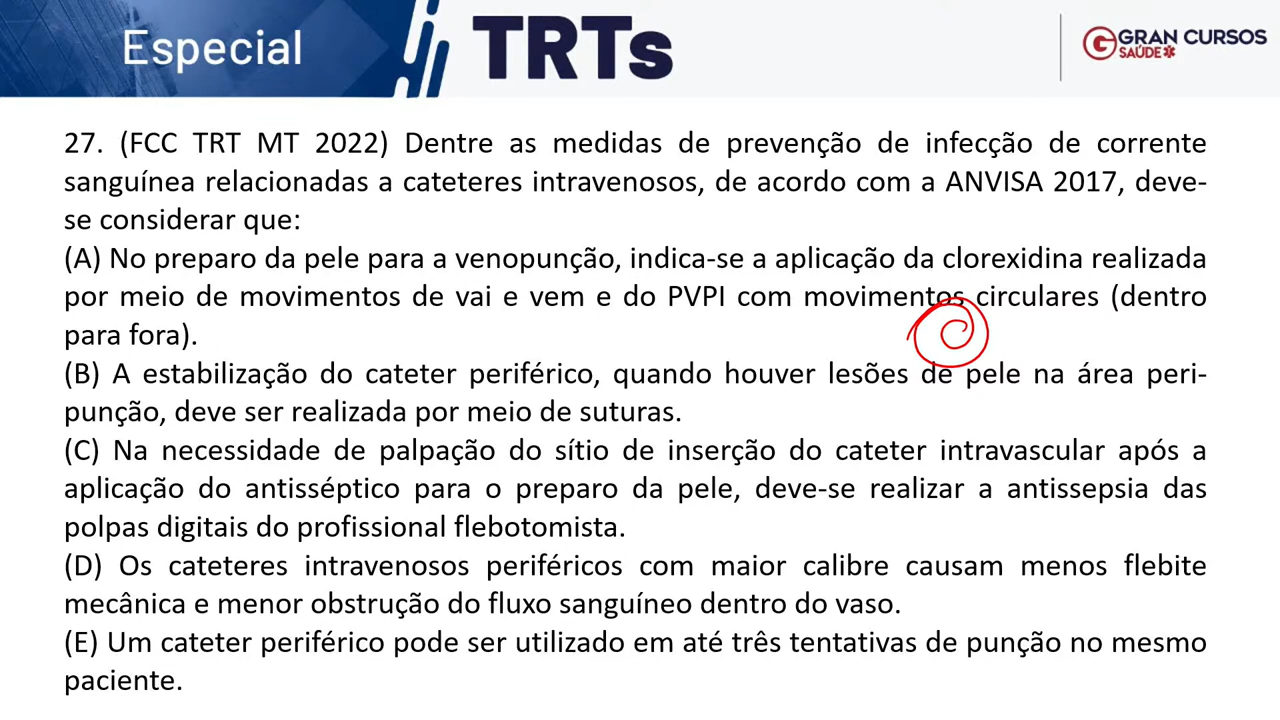 Especial
TRTs
GRAN CURSOS
SAÚDE
27. (FCC TRT MT 2022) Dentre as medidas de prevenção de infecção de corrente
sanguínea relacionadas a cateteres intravenosos, de acordo com a ANVISA 2017, deve-
se considerar que:
(A) No preparo da pele para a venopunção, indica-se a aplicação da clorexidina realizada
por meio de movimentos de vai e vem e do PVPI com movimentos circulares (dentro
para fora).
(B) A estabilização do cateter periférico, quando houver lesões de pele na área peri-
punção, deve ser realizada por meio de suturas.
(C) Na necessidade de palpação do sítio de inserção do cateter intravascular após a
aplicação do antisséptico para o preparo da pele, deve-se realizar a antissepsia das
polpas digitais do profissional flebotomista.
(D) Os cateteres intravenosos periféricos com maior calibre causam menos flebite
mecânica e menor obstrução do fluxo sanguíneo dentro do vaso.
(E) Um cateter periférico pode ser utilizado em até três tentativas de punção no mesmo
paciente.